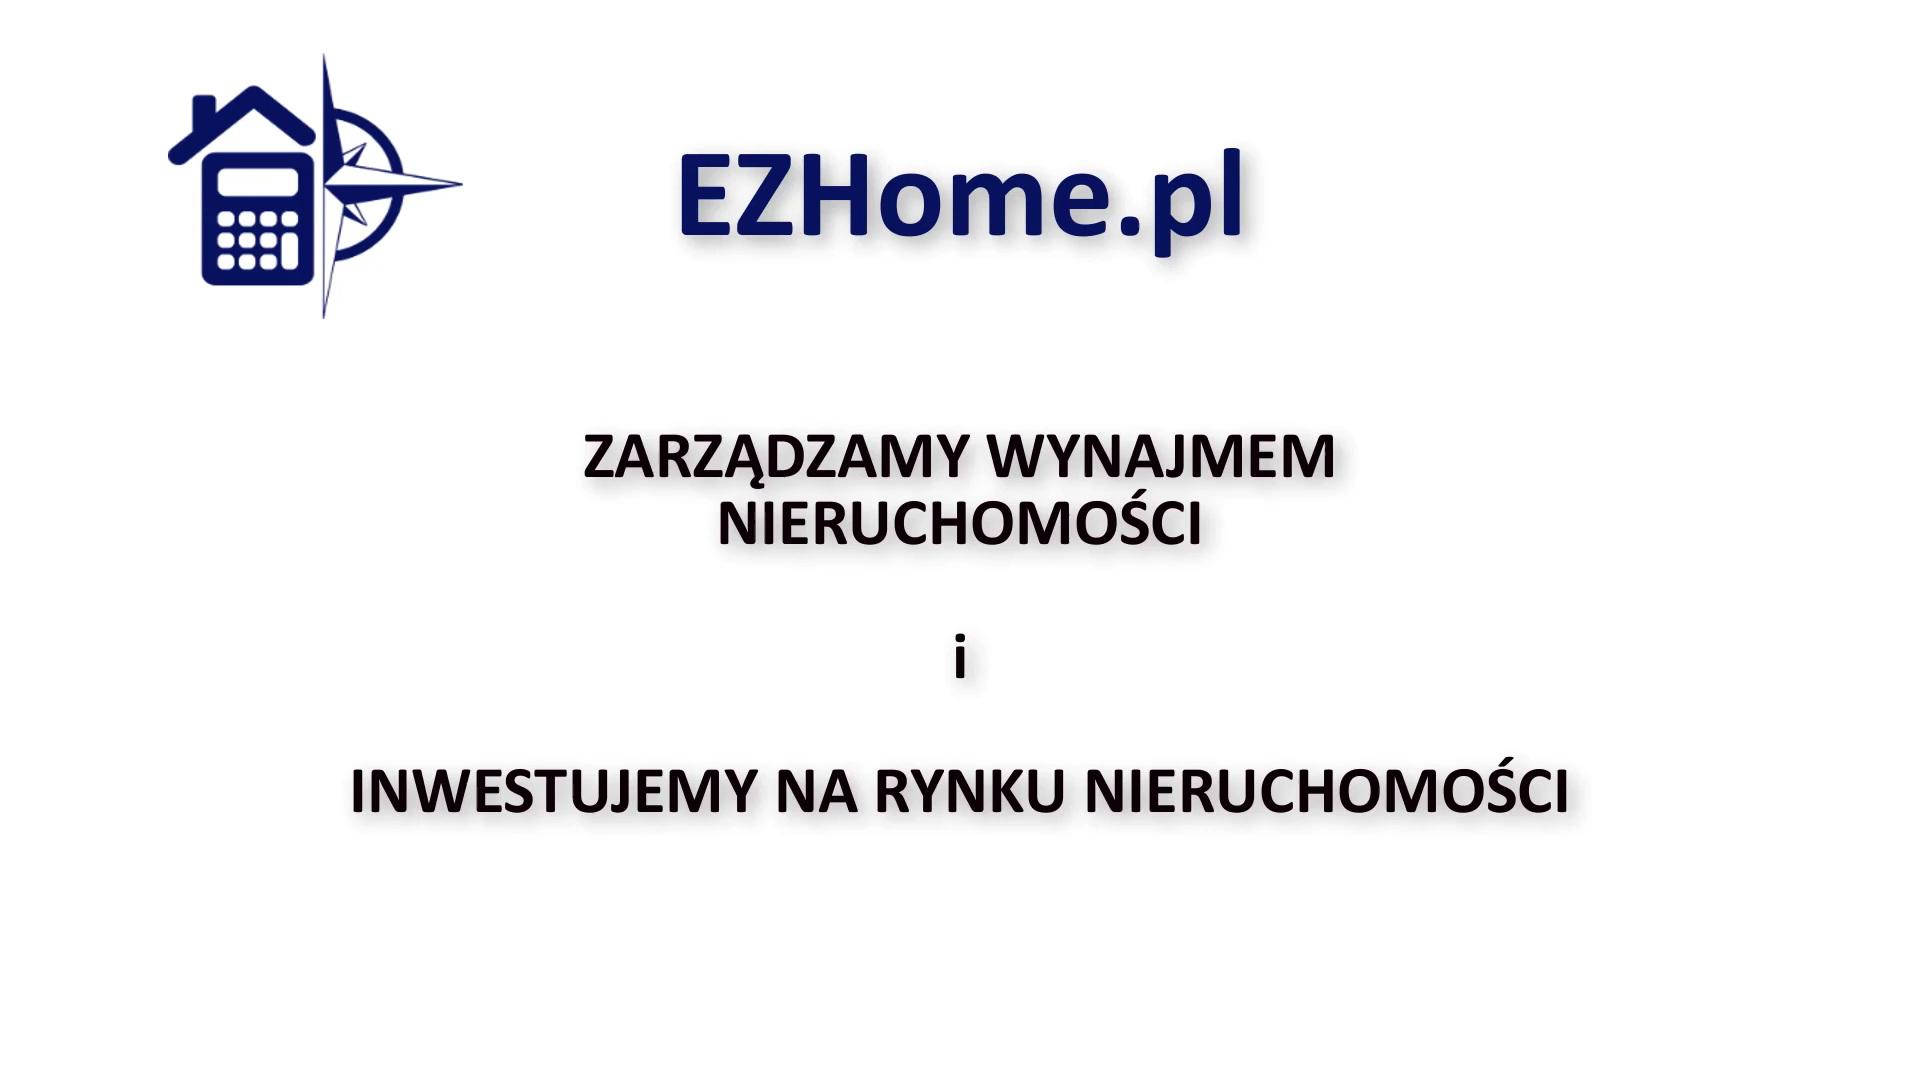 EZHome.pl
ZARZĄDZAMY WYNAJMEM
NIERUCHOMOŚCI
i
INWESTUJEMY NA RYNKU NIERUCHOMOŚCI